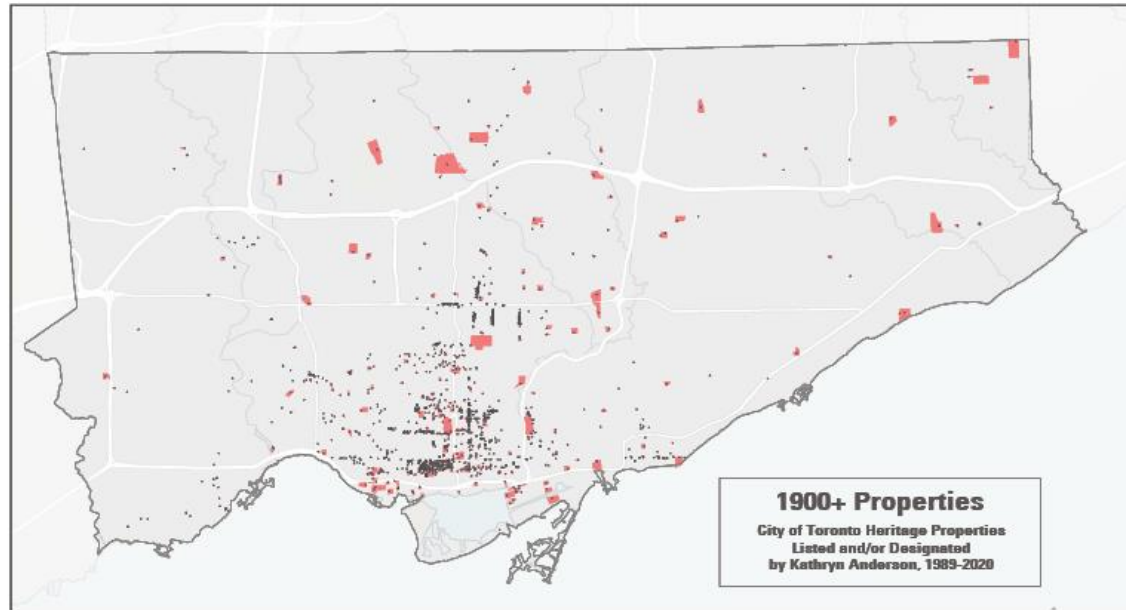 1900+ Properties
City of Toronto Heritage Properties
Listed and/or Designated
by Kathryn Anderson, 1989-2020